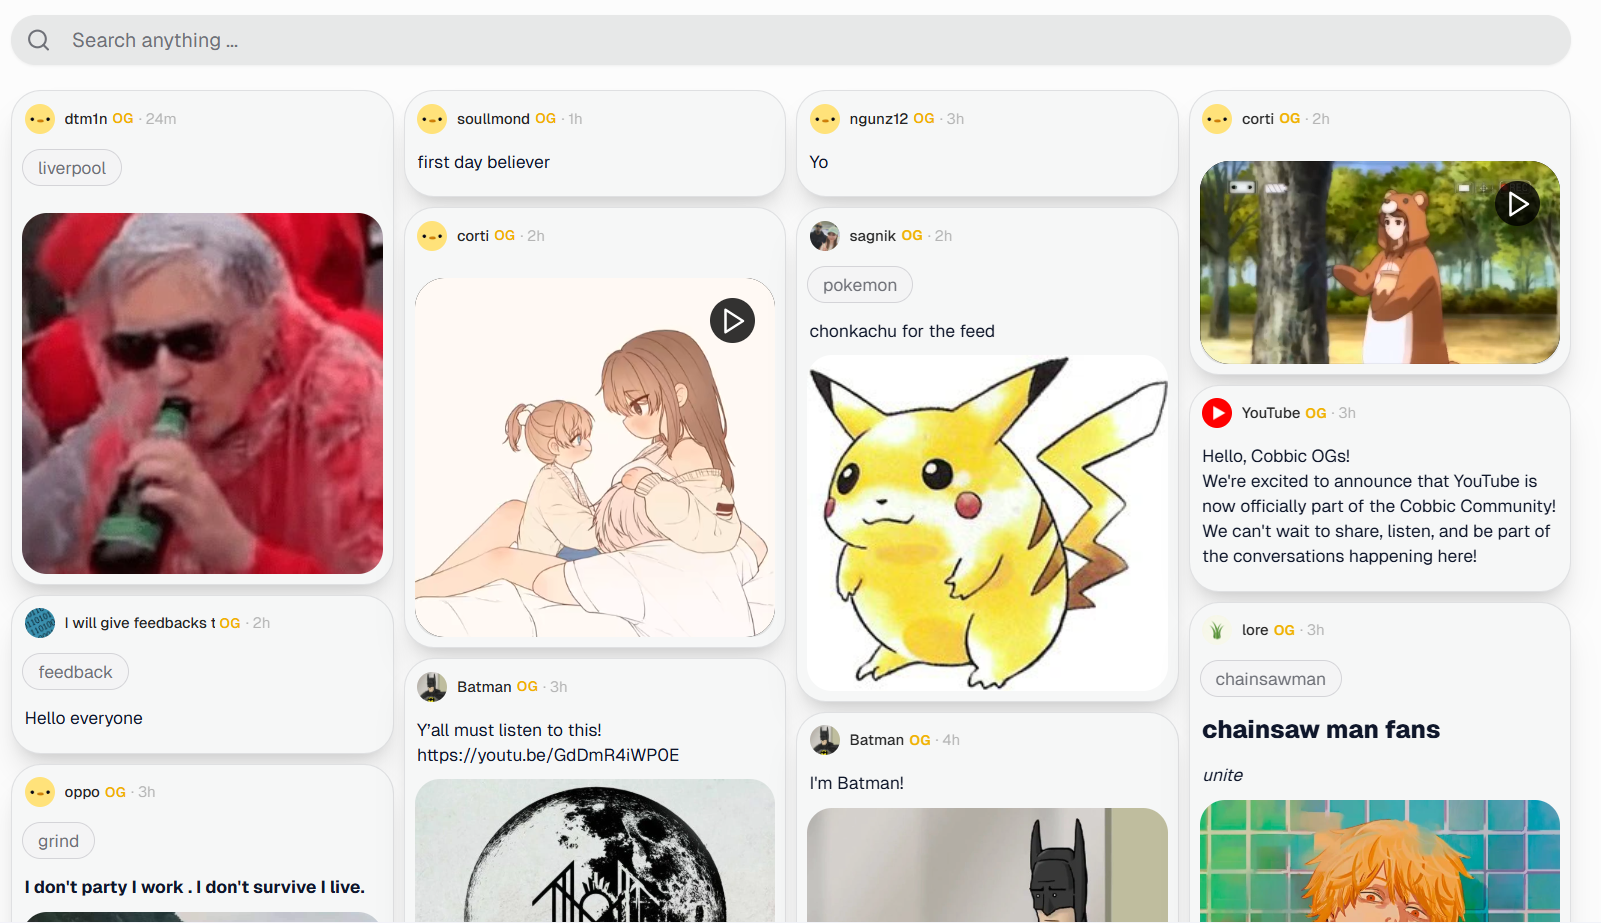 Search anything ...
dtm1n OG · 24m
liverpool
I will give feedbacks t OG · 2h
feedback
Hello everyone
oppo OG · 3h
grind
I don't party I work . I don't survive I live.
soullmond OG · 1h
first day believer
corti OG · 2h
Batman OG · 3h
Y'all must listen to this!
https://youtu.be/GdDmR4iWP0E
ngunz12 OG · 3h
Yo
sagnik OG · 2h
pokemon
chonkachu for the feed
Batman OG · 4h
I'm Batman!
corti OG · 2h
YouTube OG · 3h
Hello, Cobbic OGs!
We're excited to announce that YouTube is
now officially part of the Cobbic Community!
We can't wait to share, listen, and be part of
the conversations happening here!
lore OG · 3h
chainsawman
chainsaw man fans
unite